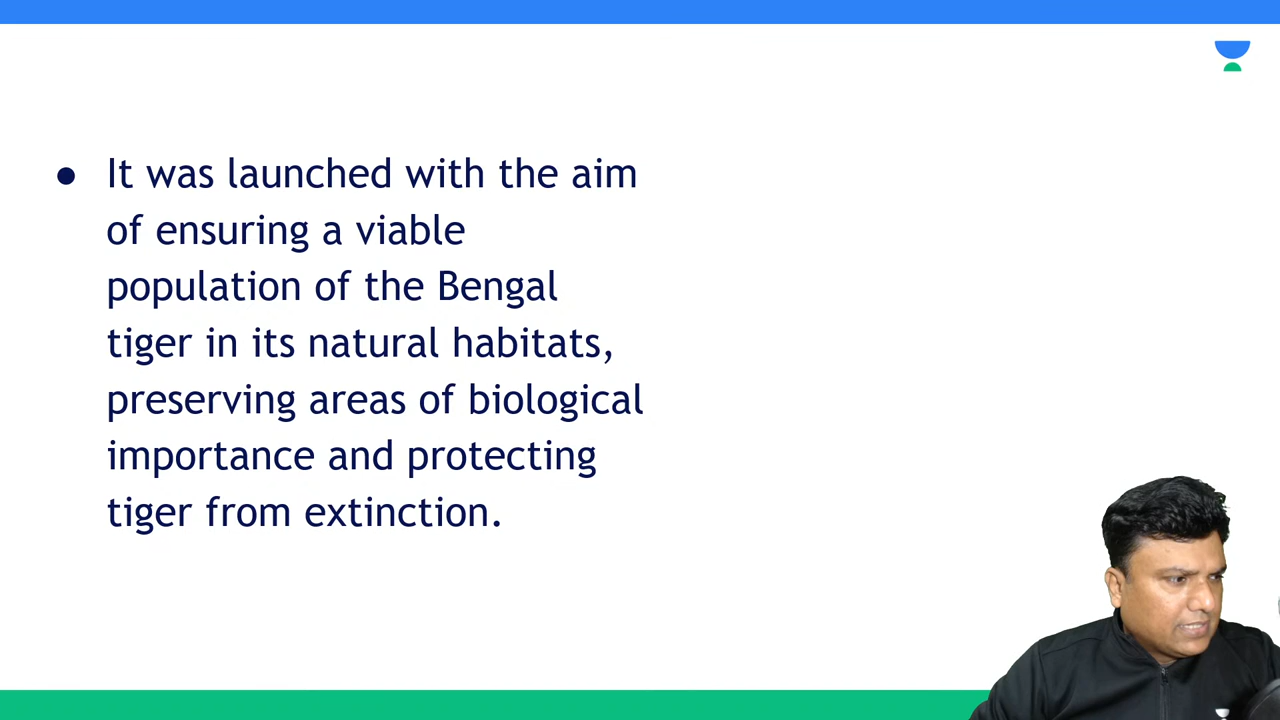 ● It was launched with the aim
of ensuring a viable
population of the Bengal
tiger in its natural habitats,
preserving areas of biological
importance and protecting
tiger from extinction.